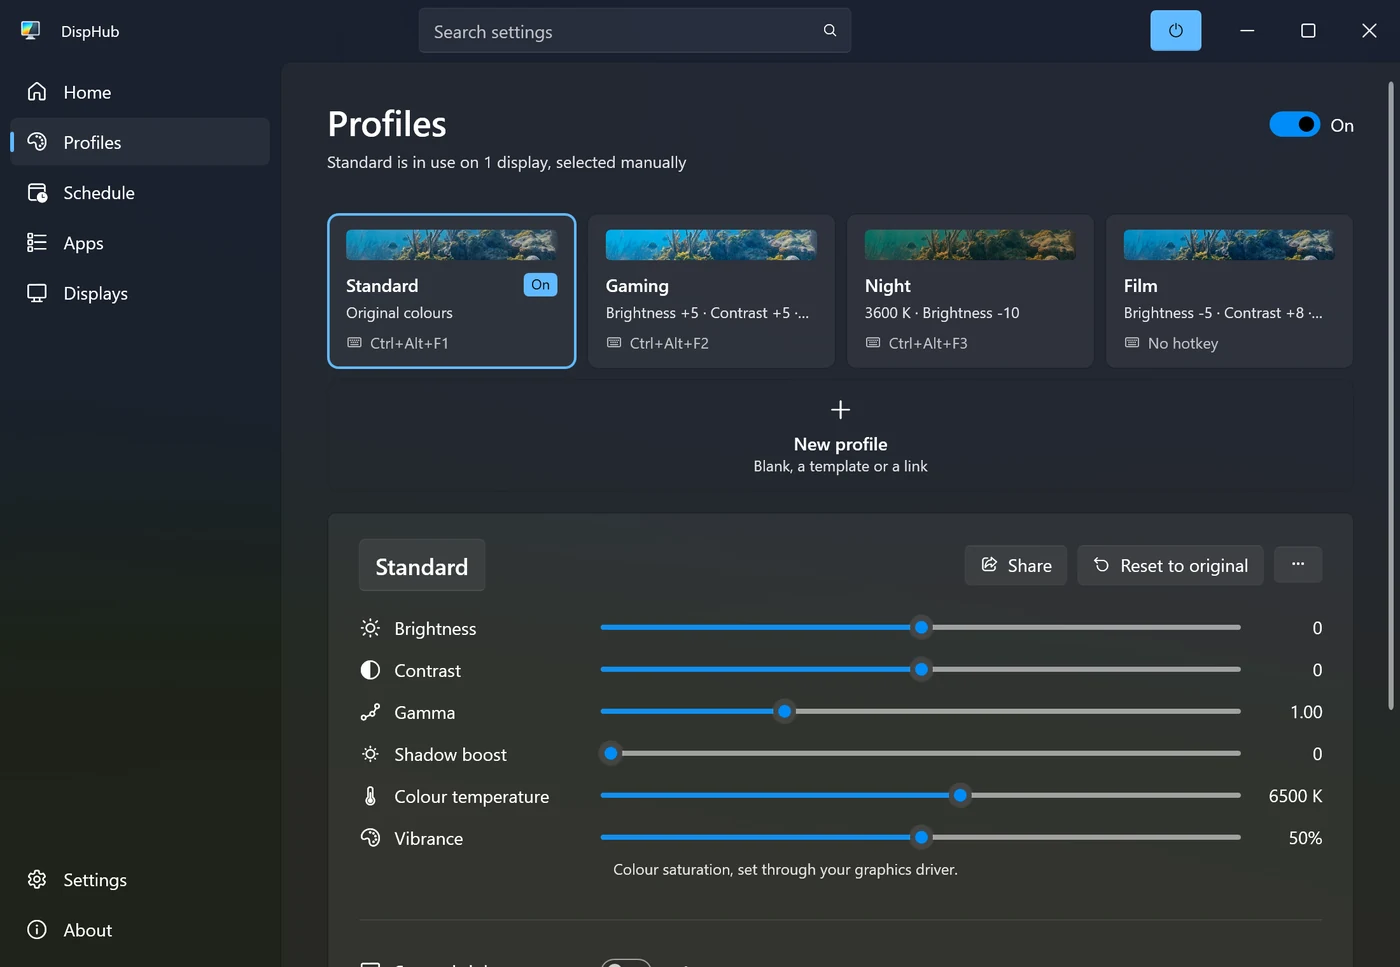 DispHub
Search settings
Home
Profiles
Schedule
Apps
Displays
Settings
About
Profiles
On
Standard is in use on 1 display, selected manually
Standard
On
Original colours
Ctrl+Alt+F1
Gaming
Brightness +5 · Contrast +5 ·...
Ctrl+Alt+F2
Night
3600 K · Brightness -10
Ctrl+Alt+F3
Film
Brightness -5 · Contrast +8 ·...
No hotkey
New profile
Blank, a template or a link
Standard
Share
Reset to original
Brightness 0
Contrast 0
Gamma 1.00
Shadow boost 0
Colour temperature 6500 K
Vibrance 50%
Colour saturation, set through your graphics driver.